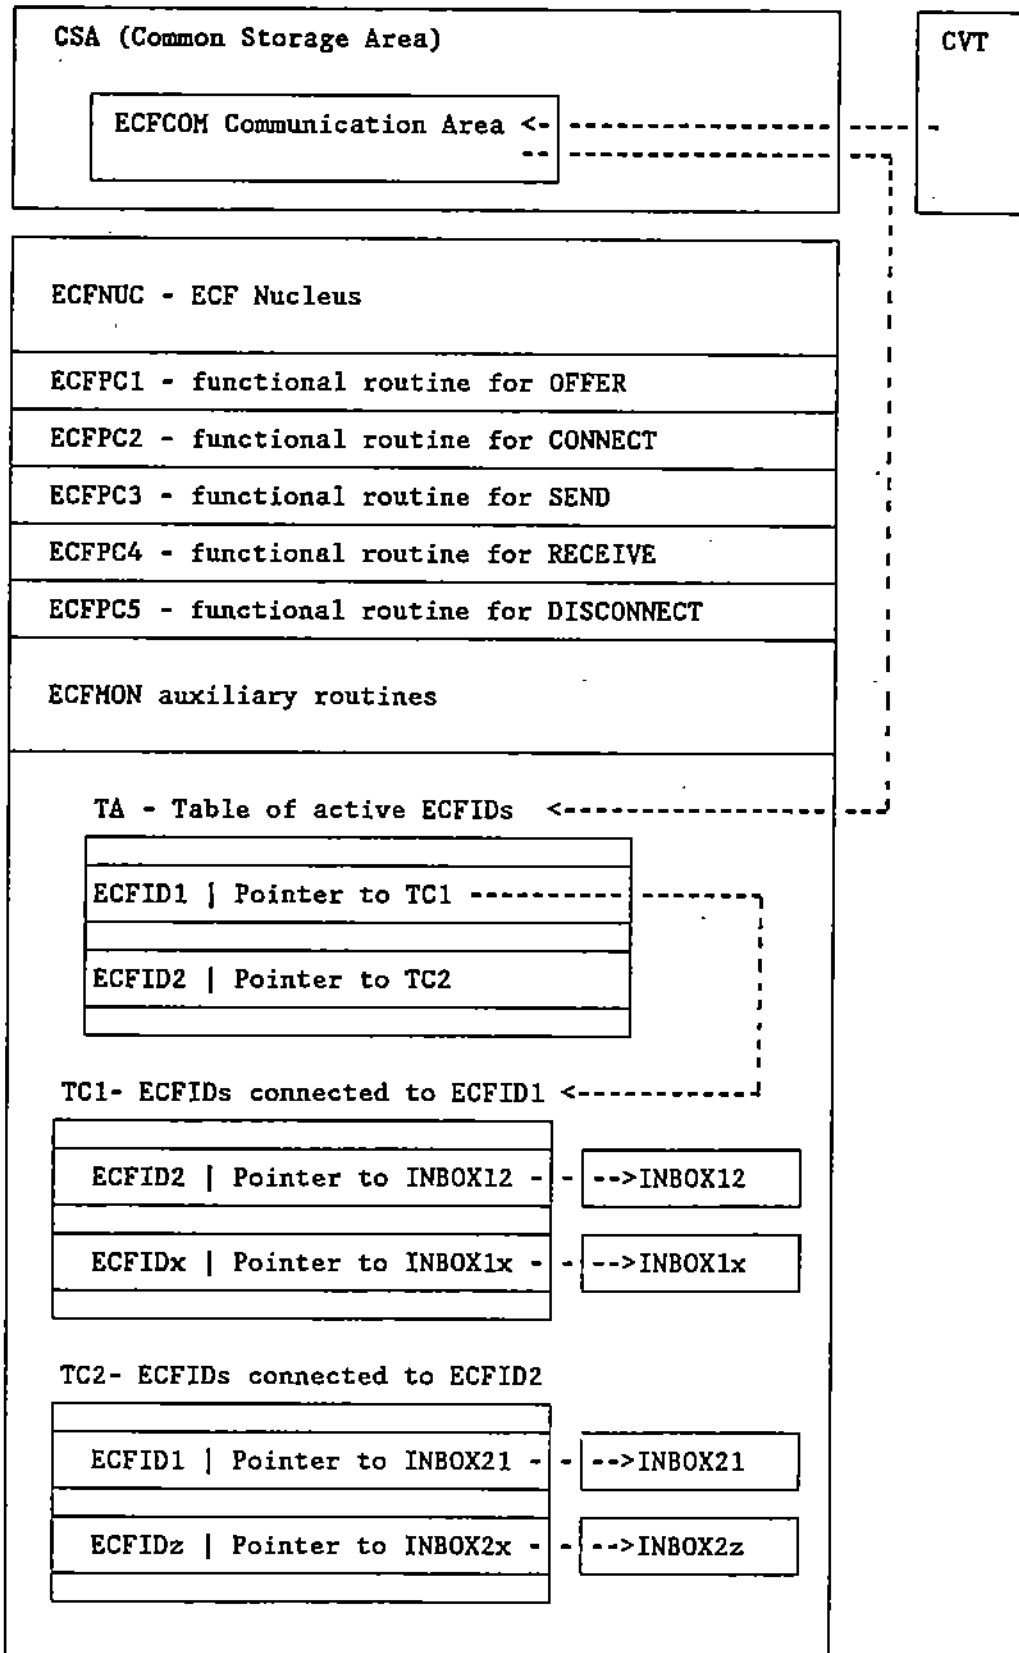 CSA (Common Storage Area)
CVT
ECFCOM Communication Area <- ----------------------
-- ----------------------
ECFNUC - ECF Nucleus
ECFPC1 - functional routine for OFFER
ECFPC2 - functional routine for CONNECT
ECFPC3 - functional routine for SEND
ECFPC4 - functional routine for RECEIVE
ECFPC5 - functional routine for DISCONNECT
ECFMON auxiliary routines
TA - Table of active ECFIDs <--------------------
ECFID1 | Pointer to TC1 ------------------
ECFID2 | Pointer to TC2
TC1- ECFIDs connected to ECFID1 <------------
ECFID2 | Pointer to INBOX12 - - -->INBOX12
ECFIDx | Pointer to INBOX1x - - -->INBOX1x
TC2- ECFIDs connected to ECFID2
ECFID1 | Pointer to INBOX21 - - -->INBOX21
ECFIDz | Pointer to INBOX2x - - -->INBOX2z